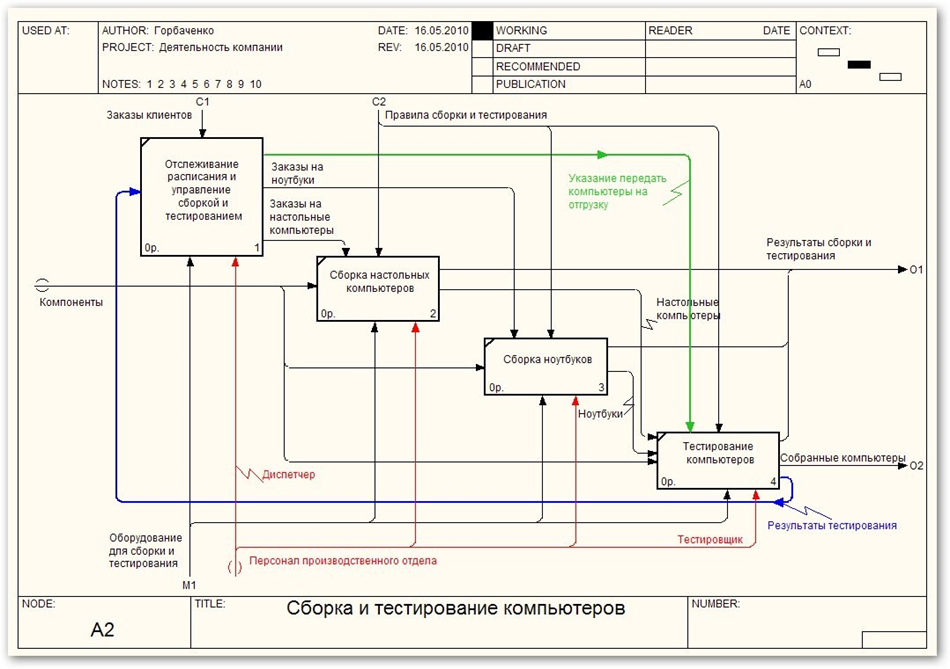 USED AT:
AUTHOR: Горбаченко
DATE: 16.05.2010
WORKING
READER
DATE
CONTEXT:
PROJECT: Деятельность компании
REV: 16.05.2010
DRAFT
RECOMMENDED
NOTES: 1 2 3 4 5 6 7 8 9 10
PUBLICATION
A0
C1
C2
Заказы клиентов
Правила сборки и тестирования
Отслеживание
расписания и
управление
сборкой и
тестированием
0р.
1
Заказы на
ноутбуки
Заказы на
настольные
компьютеры
Указание передать
компьютеры на
отгрузку
Результаты сборки и
тестирования
O1
Компоненты
Сборка настольных
компьютеров
0р.
2
Настольные
компьютеры
Сборка ноутбуков
0р.
3
Ноутбуки
Тестирование
компьютеров
0р.
4
Собранные компьютеры
O2
Диспетчер
Результаты тестирования
Оборудование
для сборки и
тестирования
Тестировщик
Персонал производственного отдела
M1
NODE:
A2
TITLE:
Сборка и тестирование компьютеров
NUMBER: